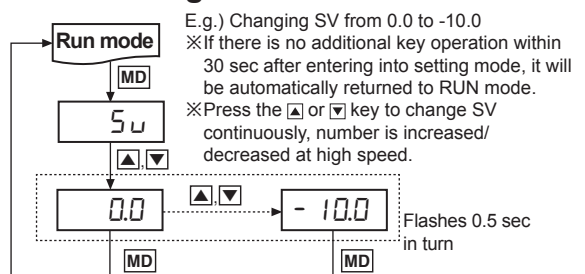 E.g.) Changing SV from 0.0 to -10.0
Run mode
※If there is no additional key operation within
30 sec after entering into setting mode, it will
be automatically returned to RUN mode.
MD
※Press the ▲ or ▼ key to change SV
continuously, number is increased/
decreased at high speed.
Su
▲,▼
0.0
▲,▼
- 10.0
Flashes 0.5 sec
in turn
MD
MD